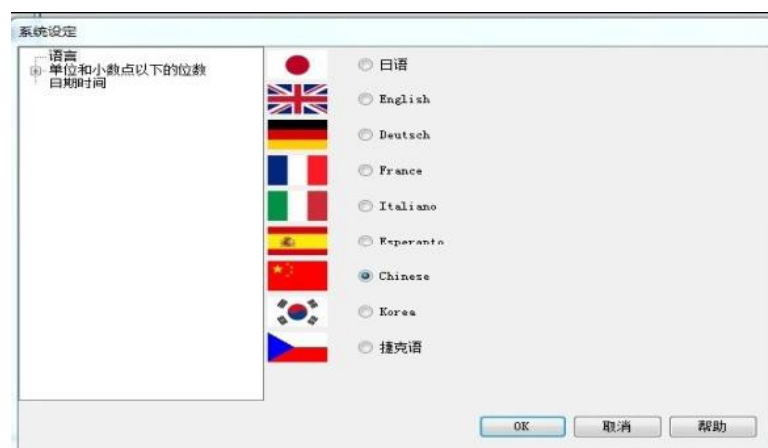 系统设定
语言
单位和小数点以下的位数
日期时间
日语
English
Deutsch
France
Italiano
Esperanto
Chinese
Korea
捷克语
OK
取消
帮助